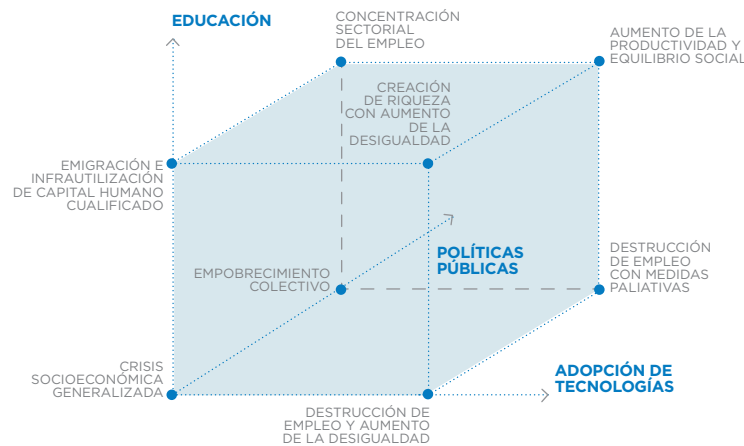 EDUCACIÓN
CONCENTRACIÓN
SECTORIAL
DEL EMPLEO
AUMENTO DE LA
PRODUCTIVIDAD Y
EQUILIBRIO SOCIAL
CREACIÓN
DE RIQUEZA
CON AUMENTO
DE LA
DESIGUALDAD
EMIGRACIÓN E
INFRAUTILIZACIÓN
DE CAPITAL HUMANO
CUALIFICADO
POLÍTICAS
PÚBLICAS
EMPOBRECIMIENTO
COLECTIVO
DESTRUCCIÓN
DE EMPLEO
CON MEDIDAS
PALIATIVAS
CRISIS
SOCIOECONÓMICA
GENERALIZADA
ADOPCIÓN DE
TECNOLOGÍAS
DESTRUCCIÓN DE
EMPLEO Y AUMENTO
DE LA DESIGUALDAD